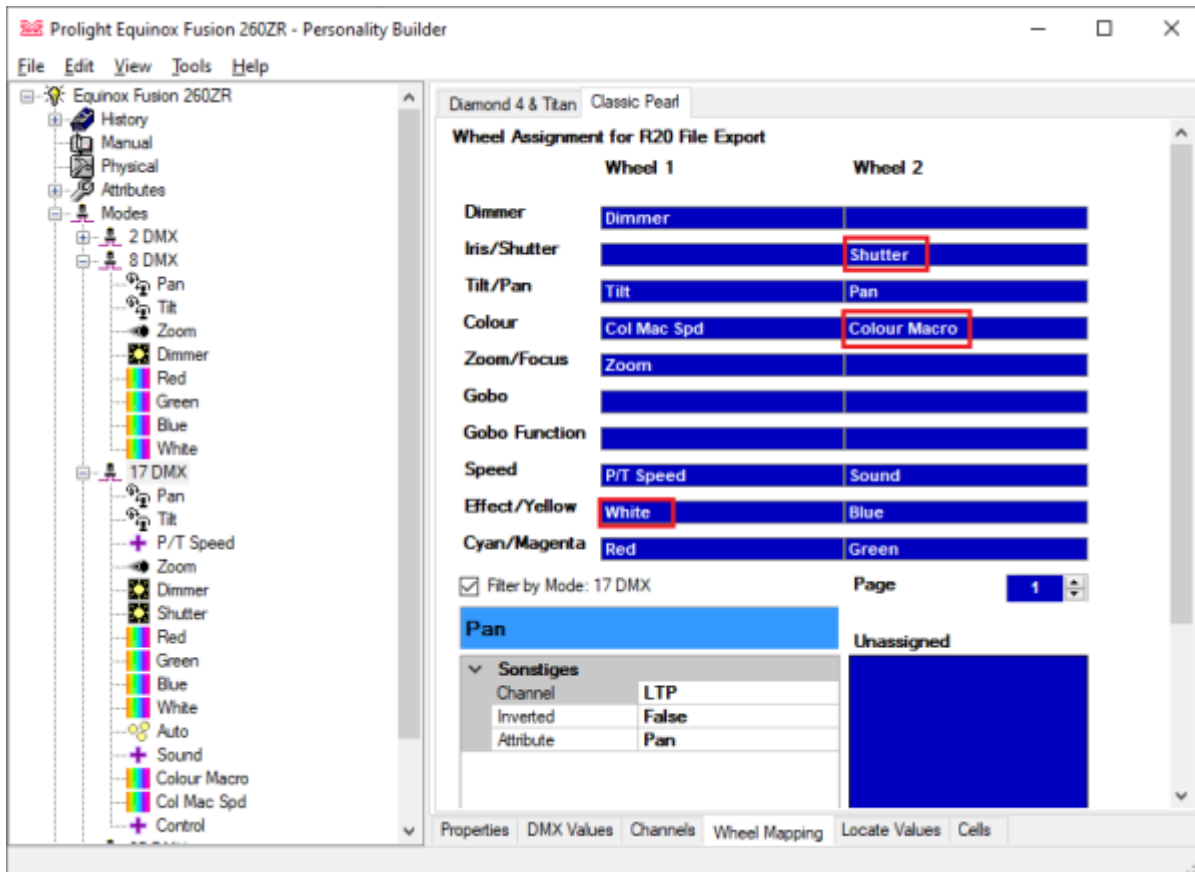 Prolight Equinox Fusion 260ZR - Personality Builder
File Edit View Tools Help
Equinox Fusion 260ZR
History
Manual
Physical
Attributes
Modes
2 DMX
8 DMX
Pan
Tilt
Zoom
Dimmer
Red
Green
Blue
White
17 DMX
Pan
Tilt
P/T Speed
Zoom
Dimmer
Shutter
Red
Green
Blue
White
Auto
Sound
Colour Macro
Col Mac Spd
Control
Diamond 4 & Titan Classic Pearl
Wheel Assignment for R20 File Export
Wheel 1 Wheel 2
Dimmer Dimmer
Iris/Shutter Shutter
Tilt/Pan Tilt Pan
Colour Col Mac Spd Colour Macro
Zoom/Focus Zoom
Gobo
Gobo Function
Speed P/T Speed Sound
Effect/Yellow White Blue
Cyan/Magenta Red Green
Filter by Mode: 17 DMX Page 1
Pan
Unassigned
Sonstiges
Channel LTP
Inverted False
Attribute Pan
Properties DMX Values Channels Wheel Mapping Locate Values Cells